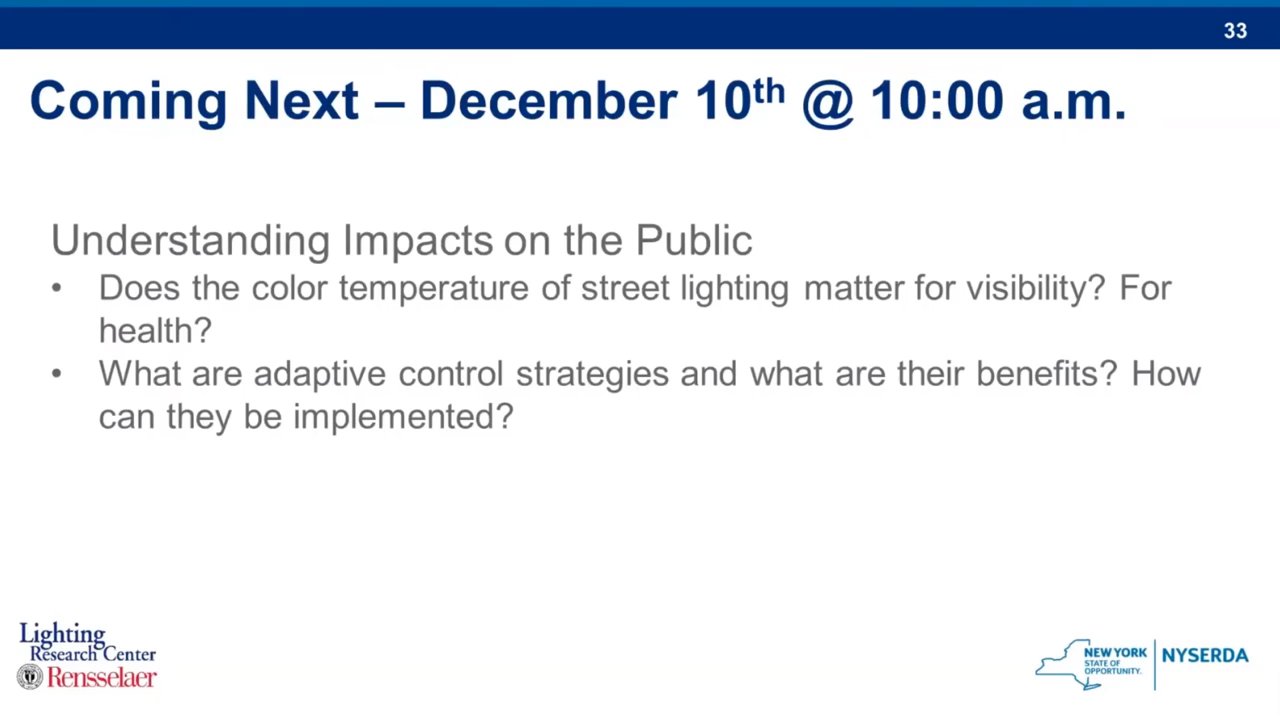 33
Coming Next – December 10th @ 10:00 a.m.
Understanding Impacts on the Public
• Does the color temperature of street lighting matter for visibility? For
health?
• What are adaptive control strategies and what are their benefits? How
can they be implemented?
Lighting
Research Center
Rensselaer
NEW YORK
STATE OF
OPPORTUNITY.
NYSERDA